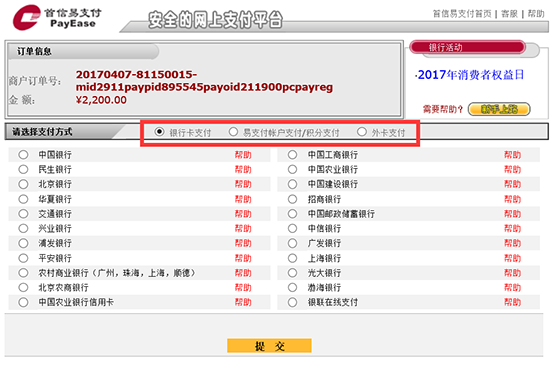 首信易支付
PayEase
安全的网上支付平台
首信易支付首页 | 客服 | 帮助
订单信息
商户订单号：
20170407-81150015-
mid2911paypid895545payoid211900pcpayreg
金 额：
¥2,200.00
银行活动
·2017年消费者权益日
需要帮助？ 新手上路
请选择支付方式
银行卡支付 易支付帐户支付/积分支付 外卡支付
中国银行 帮助 中国工商银行 帮助
民生银行 帮助 中国农业银行 帮助
北京银行 帮助 中国建设银行 帮助
华夏银行 帮助 招商银行 帮助
交通银行 帮助 中国邮政储蓄银行 帮助
兴业银行 帮助 中信银行 帮助
浦发银行 帮助 广发银行 帮助
平安银行 帮助 上海银行 帮助
农村商业银行（广州，珠海，上海，顺德） 帮助 光大银行 帮助
北京农商银行 帮助 渤海银行 帮助
中国农业银行信用卡 帮助 银联在线支付 帮助
提 交